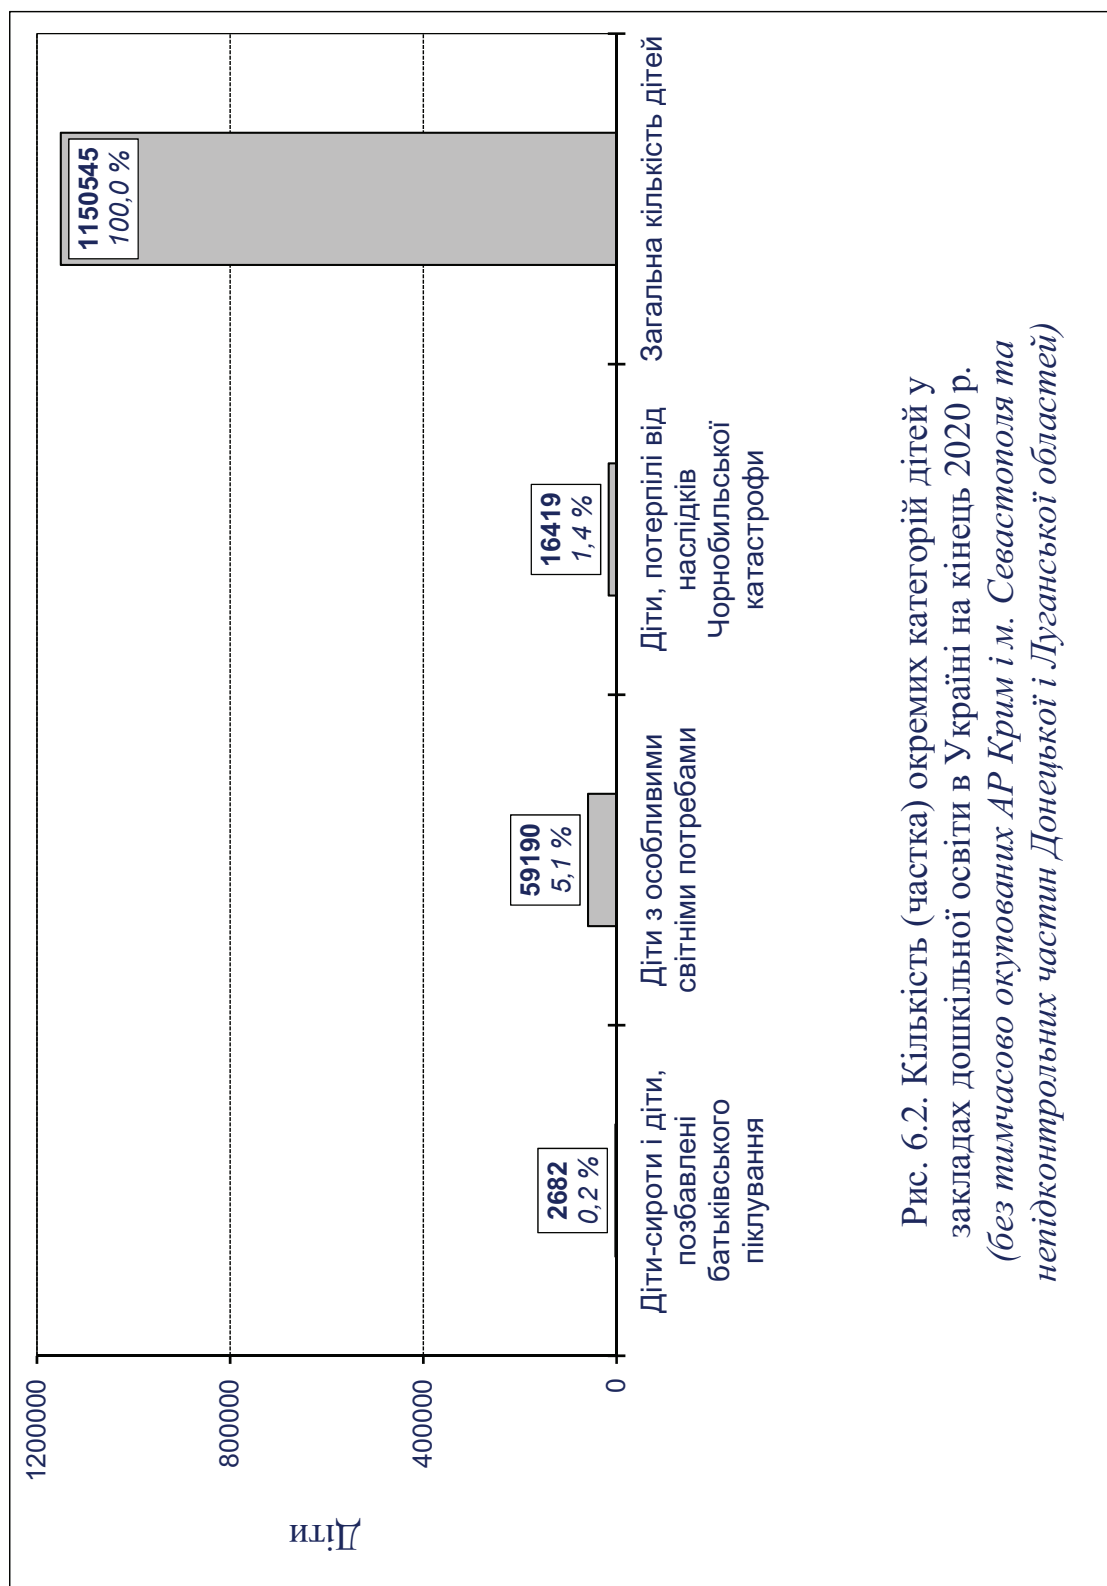 Діти
1200000
800000
400000
0
2682
0,2 %
59190
5,1 %
16419
1,4 %
1150545
100,0 %
Діти-сироти і діти,
позбавлені
батьківського
піклування
Діти з особливими
світніми потребами
Діти, потерпілі від
наслідків
Чорнобильської
катастрофи
Загальна кількість дітей
Рис. 6.2. Кількість (частка) окремих категорій дітей у
закладах дошкільної освіти в Україні на кінець 2020 р.
(без тимчасово окупованих АР Крим і м. Севастополя та
непідконтрольних частин Донецької і Луганської областей)